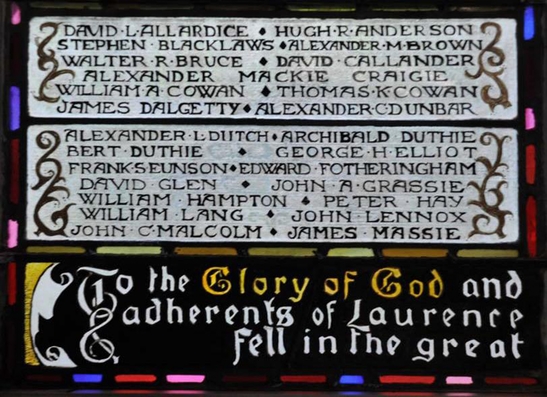 DAVID·L·ALLARDICE ♦ HUGH·R·ANDERSON
STEPHEN·BLACKLAWS ♦ ALEXANDER·M·BROWN
WALTER·R·BRUCE ♦ DAVID·CALLANDER
ALEXANDER MACKIE CRAIGIE
WILLIAM·A·COWAN ♦ THOMAS·K·COWAN
JAMES DALGETTY ♦ ALEXANDER·C·DUNBAR
ALEXANDER·L·DUTCH ♦ ARCHIBALD DUTHIE
BERT·DUTHIE ♦ GEORGE·H·ELLIOT
FRANK·S·EUNSON ♦ EDWARD·FOTHERINGHAM
DAVID GLEN ♦ JOHN·A·GRASSIE
WILLIAM HAMPTON ♦ PETER·HAY
WILLIAM LANG ♦ JOHN LENNOX
JOHN·C·MALCOLM ♦ JAMES MASSIE
To the Glory of God and
& adherents of Laurence
fell in the great